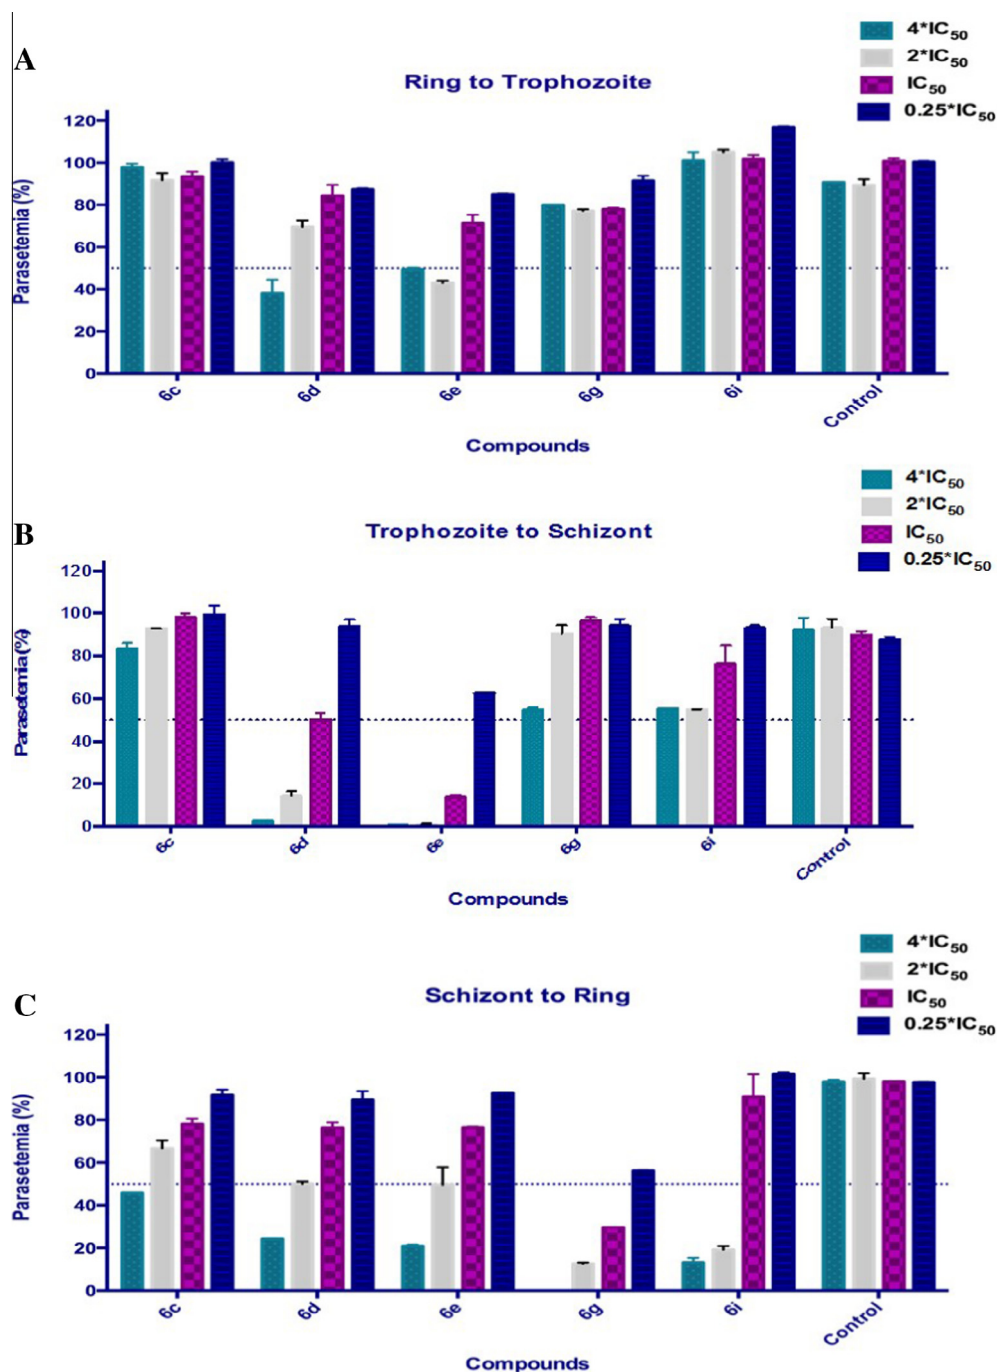 A
Ring to Trophozoite
4*IC50
2*IC50
IC50
0.25*IC50
Parasetemia (%)
120
100
80
60
40
20
0
6c
6d
6e
6g
6i
Control
Compounds
B
Trophozoite to Schizont
4*IC50
2*IC50
IC50
0.25*IC50
Parasetemia (%)
120
100
80
60
40
20
0
6c
6d
6e
6g
6i
Control
Compounds
C
Schizont to Ring
4*IC50
2*IC50
IC50
0.25*IC50
Parasetemia (%)
120
100
80
60
40
20
0
6c
6d
6e
6g
6i
Control
Compounds